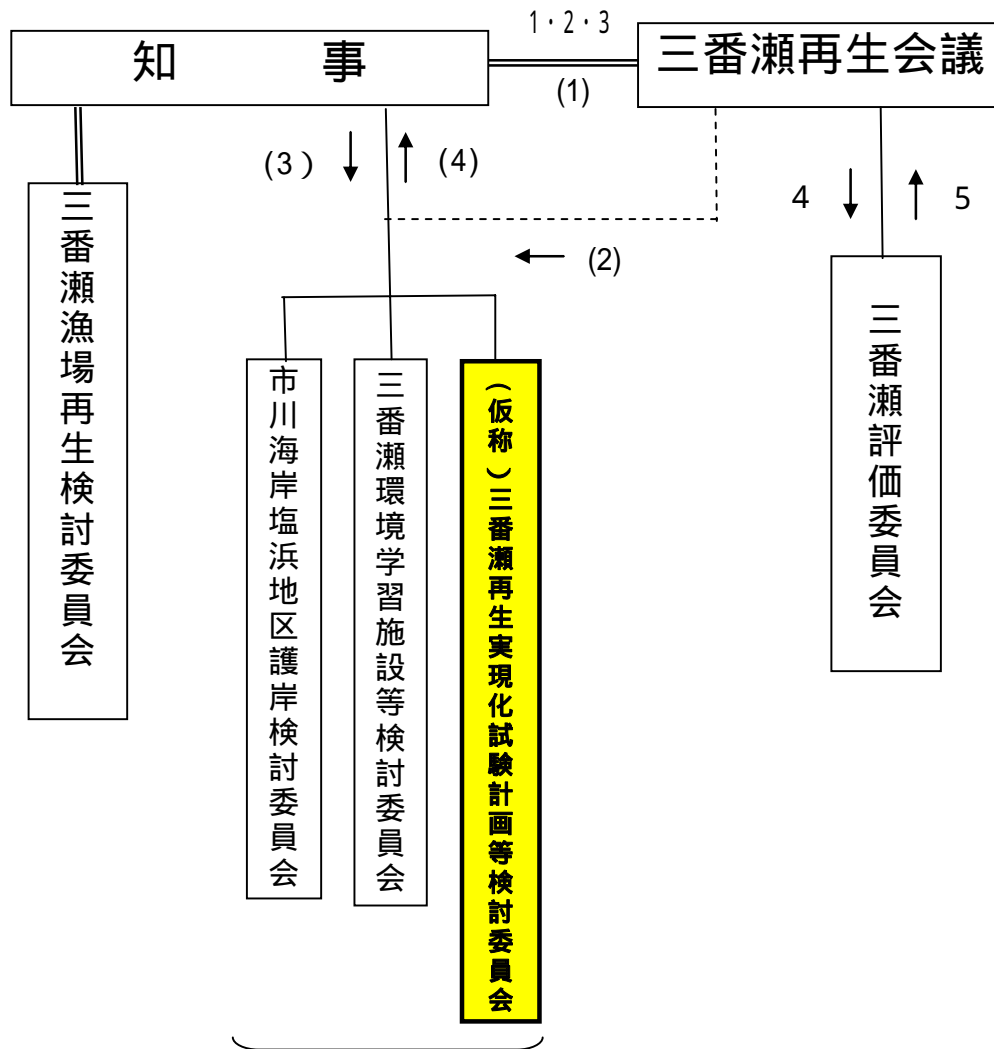 1・2・3
知 事
三番瀬再生会議
(1)
(3)
(4)
4
5
(2)
三番瀬漁場再生検討委員会
市川海岸塩浜地区護岸検討委員会
三番瀬環境学習施設等検討委員会
(仮称)三番瀬再生実現化試験計画等検討委員会
三番瀬評価委員会